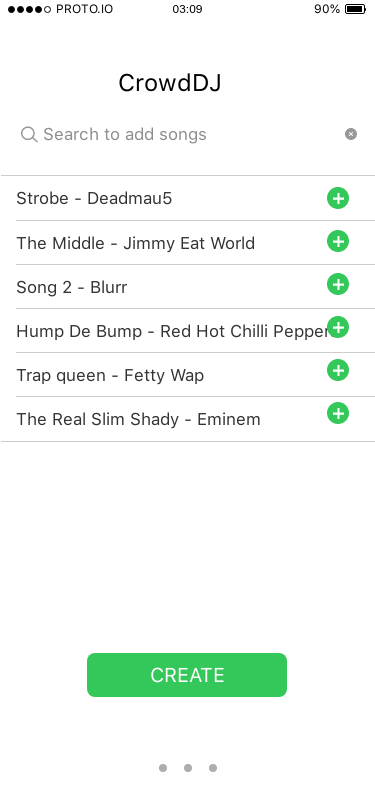 PROTO.IO 03:09 90%
CrowdDJ
Search to add songs
Strobe - Deadmau5
The Middle - Jimmy Eat World
Song 2 - Blurr
Hump De Bump - Red Hot Chilli Pepper
Trap queen - Fetty Wap
The Real Slim Shady - Eminem
CREATE